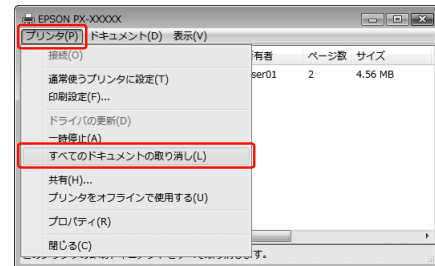 EPSON PX-XXXXX
プリンタ(P) ドキュメント(D) 表示(V)
接続(O)
有者 ページ数 サイズ
通常使うプリンタに設定(T)
ser01 2 4.56 MB
印刷設定(F)...
ドライバの更新(D)
一時停止(A)
すべてのドキュメントの取り消し(L)
共有(H)...
プリンタをオフラインで使用する(U)
プロパティ(R)
閉じる(C)
す。